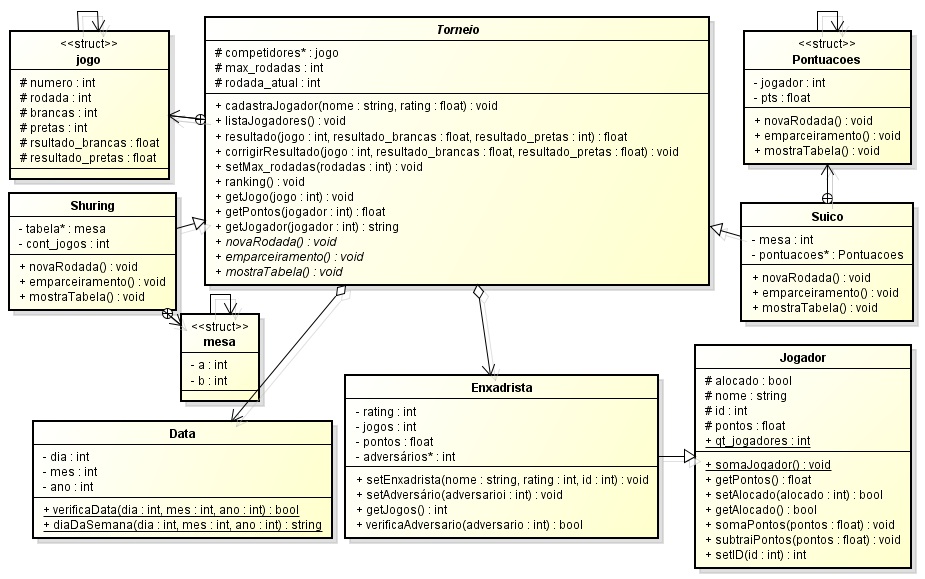 <<struct>>
jogo
# numero : int
# rodada : int
# brancas : int
# pretas : int
# rsultado_brancas : float
# resultado_pretas : float
Torneio
# competidores* : jogo
# max_rodadas : int
# rodada_atual : int
+ cadastraJogador(nome : string, rating : float) : void
+ listaJogadores() : void
+ resultado(jogo : int, resultado_brancas : float, resultado_pretas : int) : float
+ corrigirResultado(jogo : int, resultado_brancas : float, resultado_pretas : float) : void
+ setMax_rodadas(rodadas : int) : void
+ ranking() : void
+ getJogo(jogo : int) : void
+ getPontos(jogador : int) : float
+ getJogador(jogador : int) : string
+ novaRodada() : void
+ emparceiramento() : void
+ mostraTabela() : void
<<struct>>
Pontuacoes
- jogador : int
- pts : float
+ novaRodada() : void
+ emparceiramento() : void
+ mostraTabela() : void
Shuring
- tabela* : mesa
- cont_jogos : int
+ novaRodada() : void
+ emparceiramento() : void
+ mostraTabela() : void
Suico
- mesa : int
- pontuacoes* : Pontuacoes
+ novaRodada() : void
+ emparceiramento() : void
+ mostraTabela() : void
<<struct>>
mesa
- a : int
- b : int
Data
- dia : int
- mes : int
- ano : int
+ verificaData(dia : int, mes : int, ano : int) : bool
+ diaDaSemana(dia : int, mes : int, ano : int) : string
Enxadrista
- rating : int
- jogos : int
- pontos : float
- adversários* : int
+ setEnxadrista(nome : string, rating : int, id : int) : void
+ setAdversário(adversarioi : int) : void
+ getJogos() : int
+ verificaAdversario(adversario : int) : bool
Jogador
# alocado : bool
# nome : string
# id : int
# pontos : float
+ qt_jogadores : int
+ somaJogador() : void
+ getPontos() : float
+ setAlocado(alocado : int) : bool
+ getAlocado() : bool
+ somaPontos(pontos : float) : void
+ subtraiPontos(pontos : float) : void
+ setID(id : int) : int